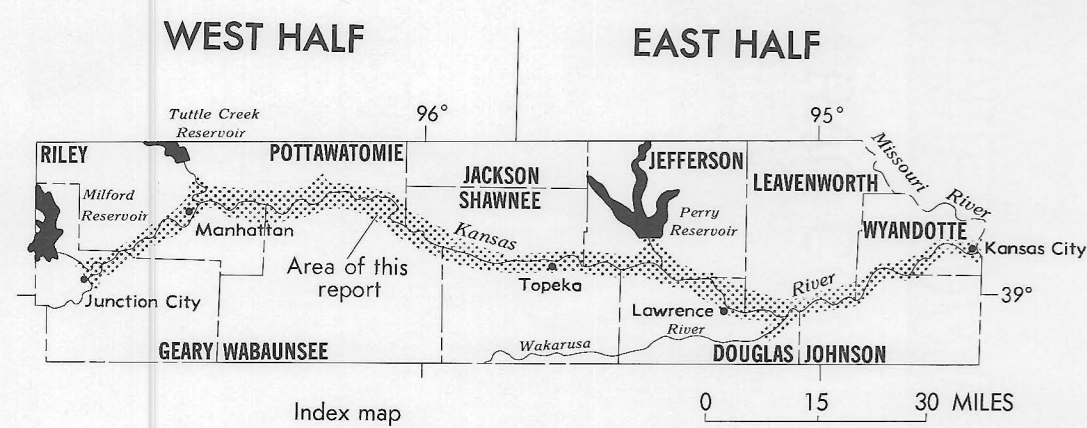 WEST HALF
EAST HALF
Tuttle Creek
Reservoir
96°
95°
RILEY
POTTAWATOMIE
JACKSON
SHAWNEE
JEFFERSON
LEAVENWORTH
Missouri River
Milford
Reservoir
Manhattan
Kansas River
Perry
Reservoir
WYANDOTTE
Kansas City
Area of this
report
Junction City
Topeka
Lawrence
39°
Wakarusa River
GEARY
WABAUNSEE
DOUGLAS
JOHNSON
Index map
0 15 30 MILES